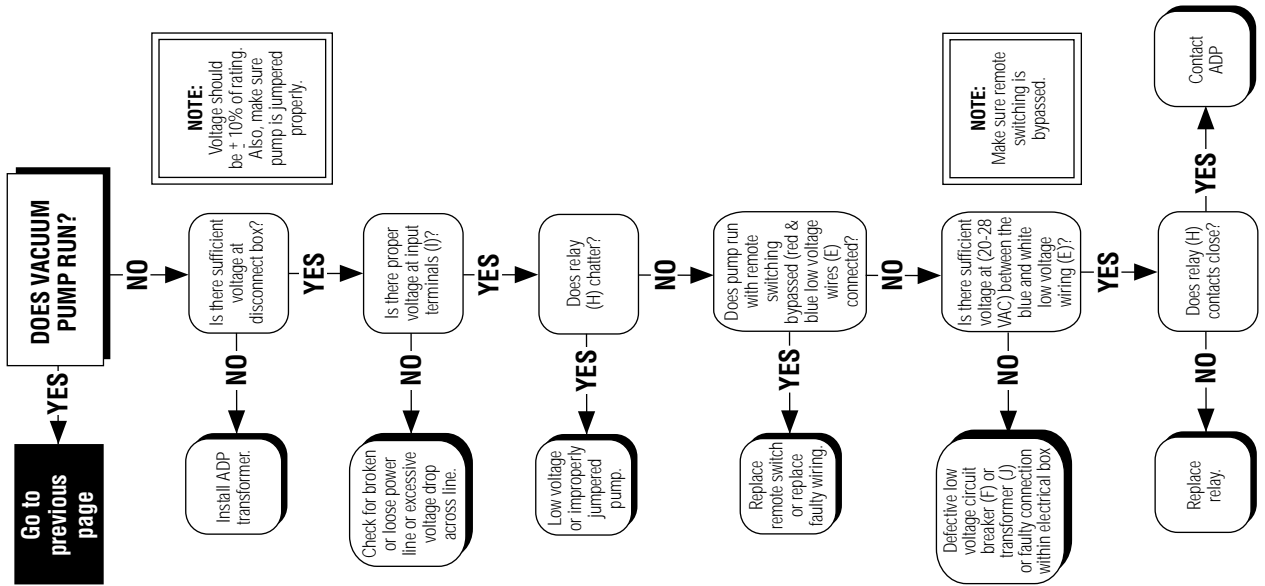 DOES VACUUM
PUMP RUN?
YES
Go to
previous
page
NO
NOTE:
Voltage should
be ± 10% of rating.
Also, make sure
pump is jumpered
properly.
Is there sufficient
voltage at
disconnect box?
NO
Install ADP
transformer.
YES
Is there proper
voltage at input
terminals (I)?
NO
Check for broken
or loose power
line or excessive
voltage drop
across line.
YES
Does relay
(H) chatter?
YES
Low voltage
or improperly
jumpered
pump.
NO
Does pump run
with remote
switching
bypassed (red &
blue low voltage
wires (E)
connected?
YES
Replace
remote switch
or replace
faulty wiring.
NO
NOTE:
Make sure remote
switching is
bypassed.
Is there sufficient
voltage at (20-28
VAC) between the
blue and white
low voltage
wiring (E)?
NO
Defective low
voltage circuit
breaker (F) or
transformer (J)
or faulty connection
within electrical box
YES
Does relay (H)
contacts close?
NO
Replace
relay.
YES
Contact
ADP